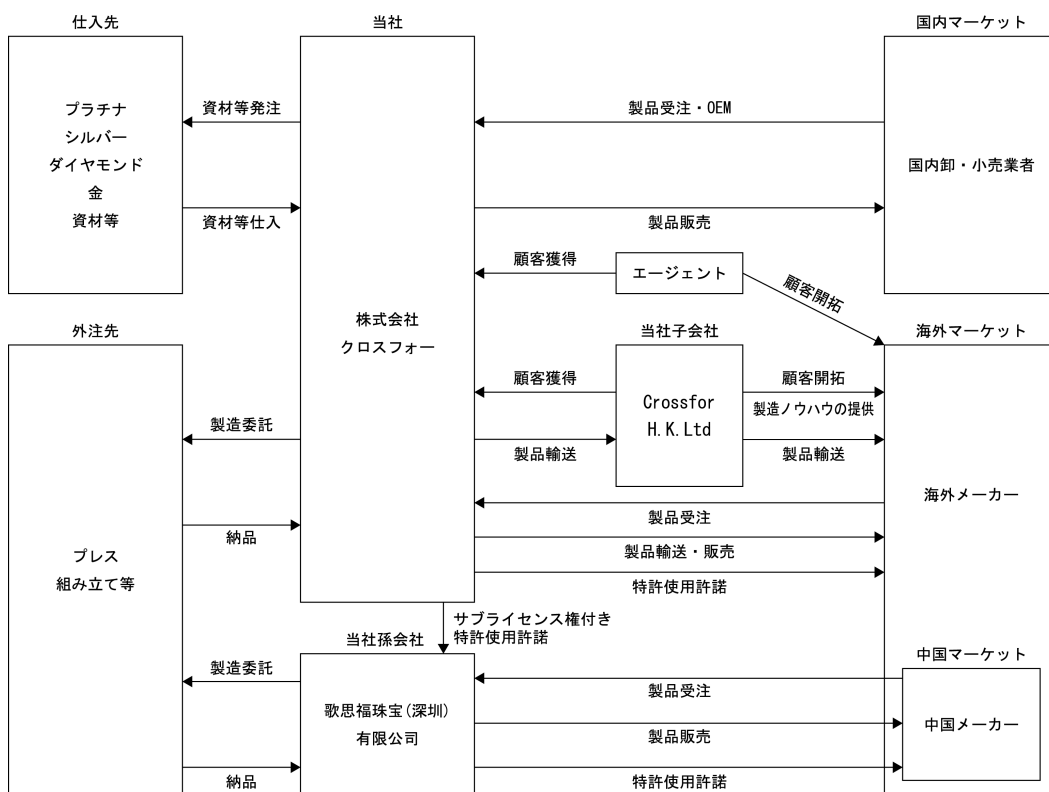 仕入先
当社
国内マーケット
プラチナ
シルバー
ダイヤモンド
金
資材等
資材等発注
資材等仕入
製品受注・OEM
製品販売
国内卸・小売業者
顧客獲得
エージェント
顧客開拓
株式会社
クロスフォー
外注先
当社子会社
海外マーケット
顧客獲得
Crossfor
H.K.Ltd
顧客開拓
製造ノウハウの提供
製造委託
製品輸送
製品輸送
海外メーカー
製品受注
納品
製品輸送・販売
プレス
組み立て等
特許使用許諾
サブライセンス権付き
特許使用許諾
当社孫会社
中国マーケット
製造委託
製品受注
歌思福珠宝(深圳)
有限公司
中国メーカー
製品販売
納品
特許使用許諾